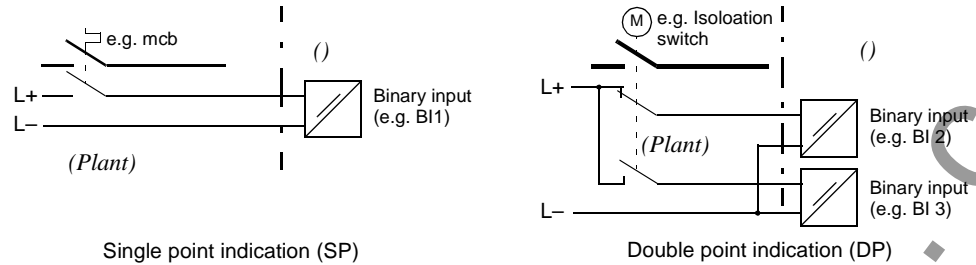 e.g. mcb
()
L+
L–
(Plant)
Binary input
(e.g. BI1)
Single point indication (SP)
M
e.g. Isoloation
switch
()
L+
(Plant)
L–
Binary input
(e.g. BI 2)
Binary input
(e.g. BI 3)
Double point indication (DP)